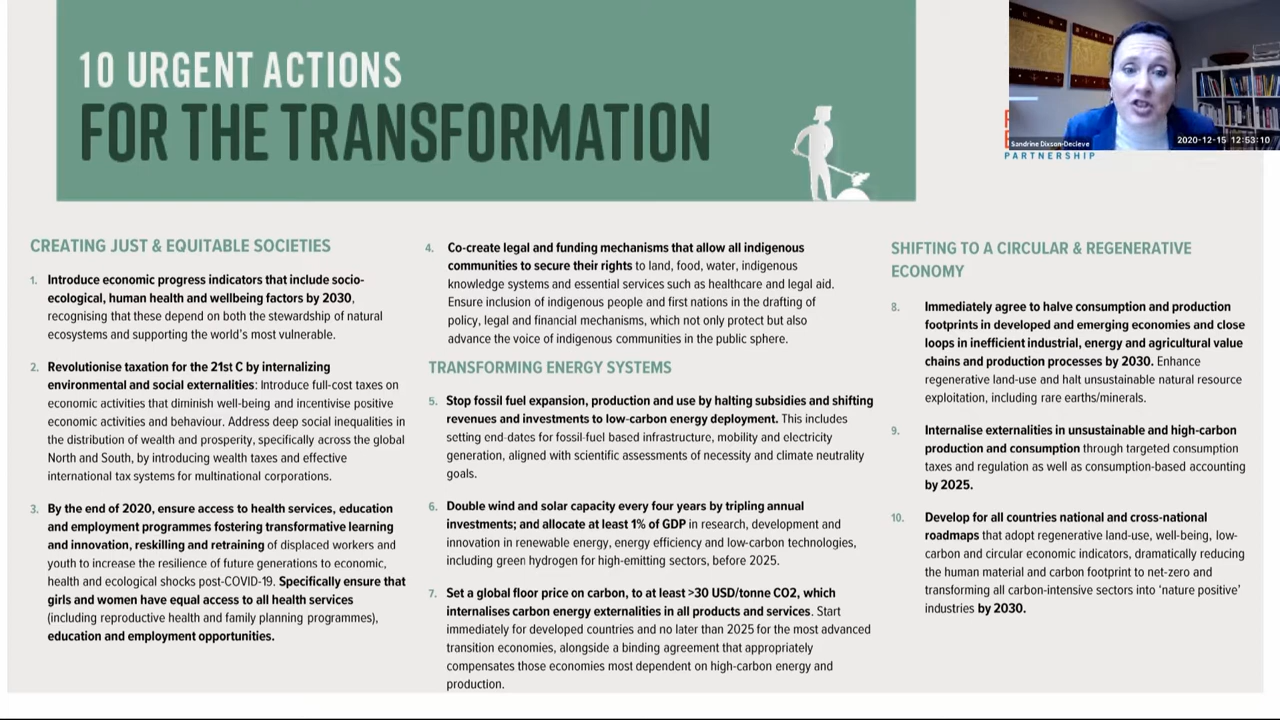 10 URGENT ACTIONS
FOR THE TRANSFORMATION
Sandrine Dixson-Decleve
2020-12-15 12:53:10
PARTNERSHIP
CREATING JUST & EQUITABLE SOCIETIES
1. Introduce economic progress indicators that include socio-
ecological, human health and wellbeing factors by 2030,
recognising that these depend on both the stewardship of natural
ecosystems and supporting the world's most vulnerable.
2. Revolutionise taxation for the 21st C by internalizing
environmental and social externalities: Introduce full-cost taxes on
economic activities that diminish well-being and incentivise positive
economic activities and behaviour. Address deep social inequalities in
the distribution of wealth and prosperity, specifically across the global
North and South, by introducing wealth taxes and effective
international tax systems for multinational corporations.
3. By the end of 2020, ensure access to health services, education
and employment programmes fostering transformative learning
and innovation, reskilling and retraining of displaced workers and
youth to increase the resilience of future generations to economic,
health and ecological shocks post-COVID-19. Specifically ensure that
girls and women have equal access to all health services
(including reproductive health and family planning programmes),
education and employment opportunities.
4. Co-create legal and funding mechanisms that allow all indigenous
communities to secure their rights to land, food, water, indigenous
knowledge systems and essential services such as healthcare and legal aid.
Ensure inclusion of indigenous people and first nations in the drafting of
policy, legal and financial mechanisms, which not only protect but also
advance the voice of indigenous communities in the public sphere.
TRANSFORMING ENERGY SYSTEMS
5. Stop fossil fuel expansion, production and use by halting subsidies and shifting
revenues and investments to low-carbon energy deployment. This includes
setting end-dates for fossil-fuel based infrastructure, mobility and electricity
generation, aligned with scientific assessments of necessity and climate neutrality
goals.
6. Double wind and solar capacity every four years by tripling annual
investments; and allocate at least 1% of GDP in research, development and
innovation in renewable energy, energy efficiency and low-carbon technologies,
including green hydrogen for high-emitting sectors, before 2025.
7. Set a global floor price on carbon, to at least >30 USD/tonne CO2, which
internalises carbon energy externalities in all products and services. Start
immediately for developed countries and no later than 2025 for the most advanced
transition economies, alongside a binding agreement that appropriately
compensates those economies most dependent on high-carbon energy and
production.
SHIFTING TO A CIRCULAR & REGENERATIVE
ECONOMY
8. Immediately agree to halve consumption and production
footprints in developed and emerging economies and close
loops in inefficient industrial, energy and agricultural value
chains and production processes by 2030. Enhance
regenerative land-use and halt unsustainable natural resource
exploitation, including rare earths/minerals.
9. Internalise externalities in unsustainable and high-carbon
production and consumption through targeted consumption
taxes and regulation as well as consumption-based accounting
by 2025.
10. Develop for all countries national and cross-national
roadmaps that adopt regenerative land-use, well-being, low-
carbon and circular economic indicators, dramatically reducing
the human material and carbon footprint to net-zero and
transforming all carbon-intensive sectors into 'nature positive'
industries by 2030.